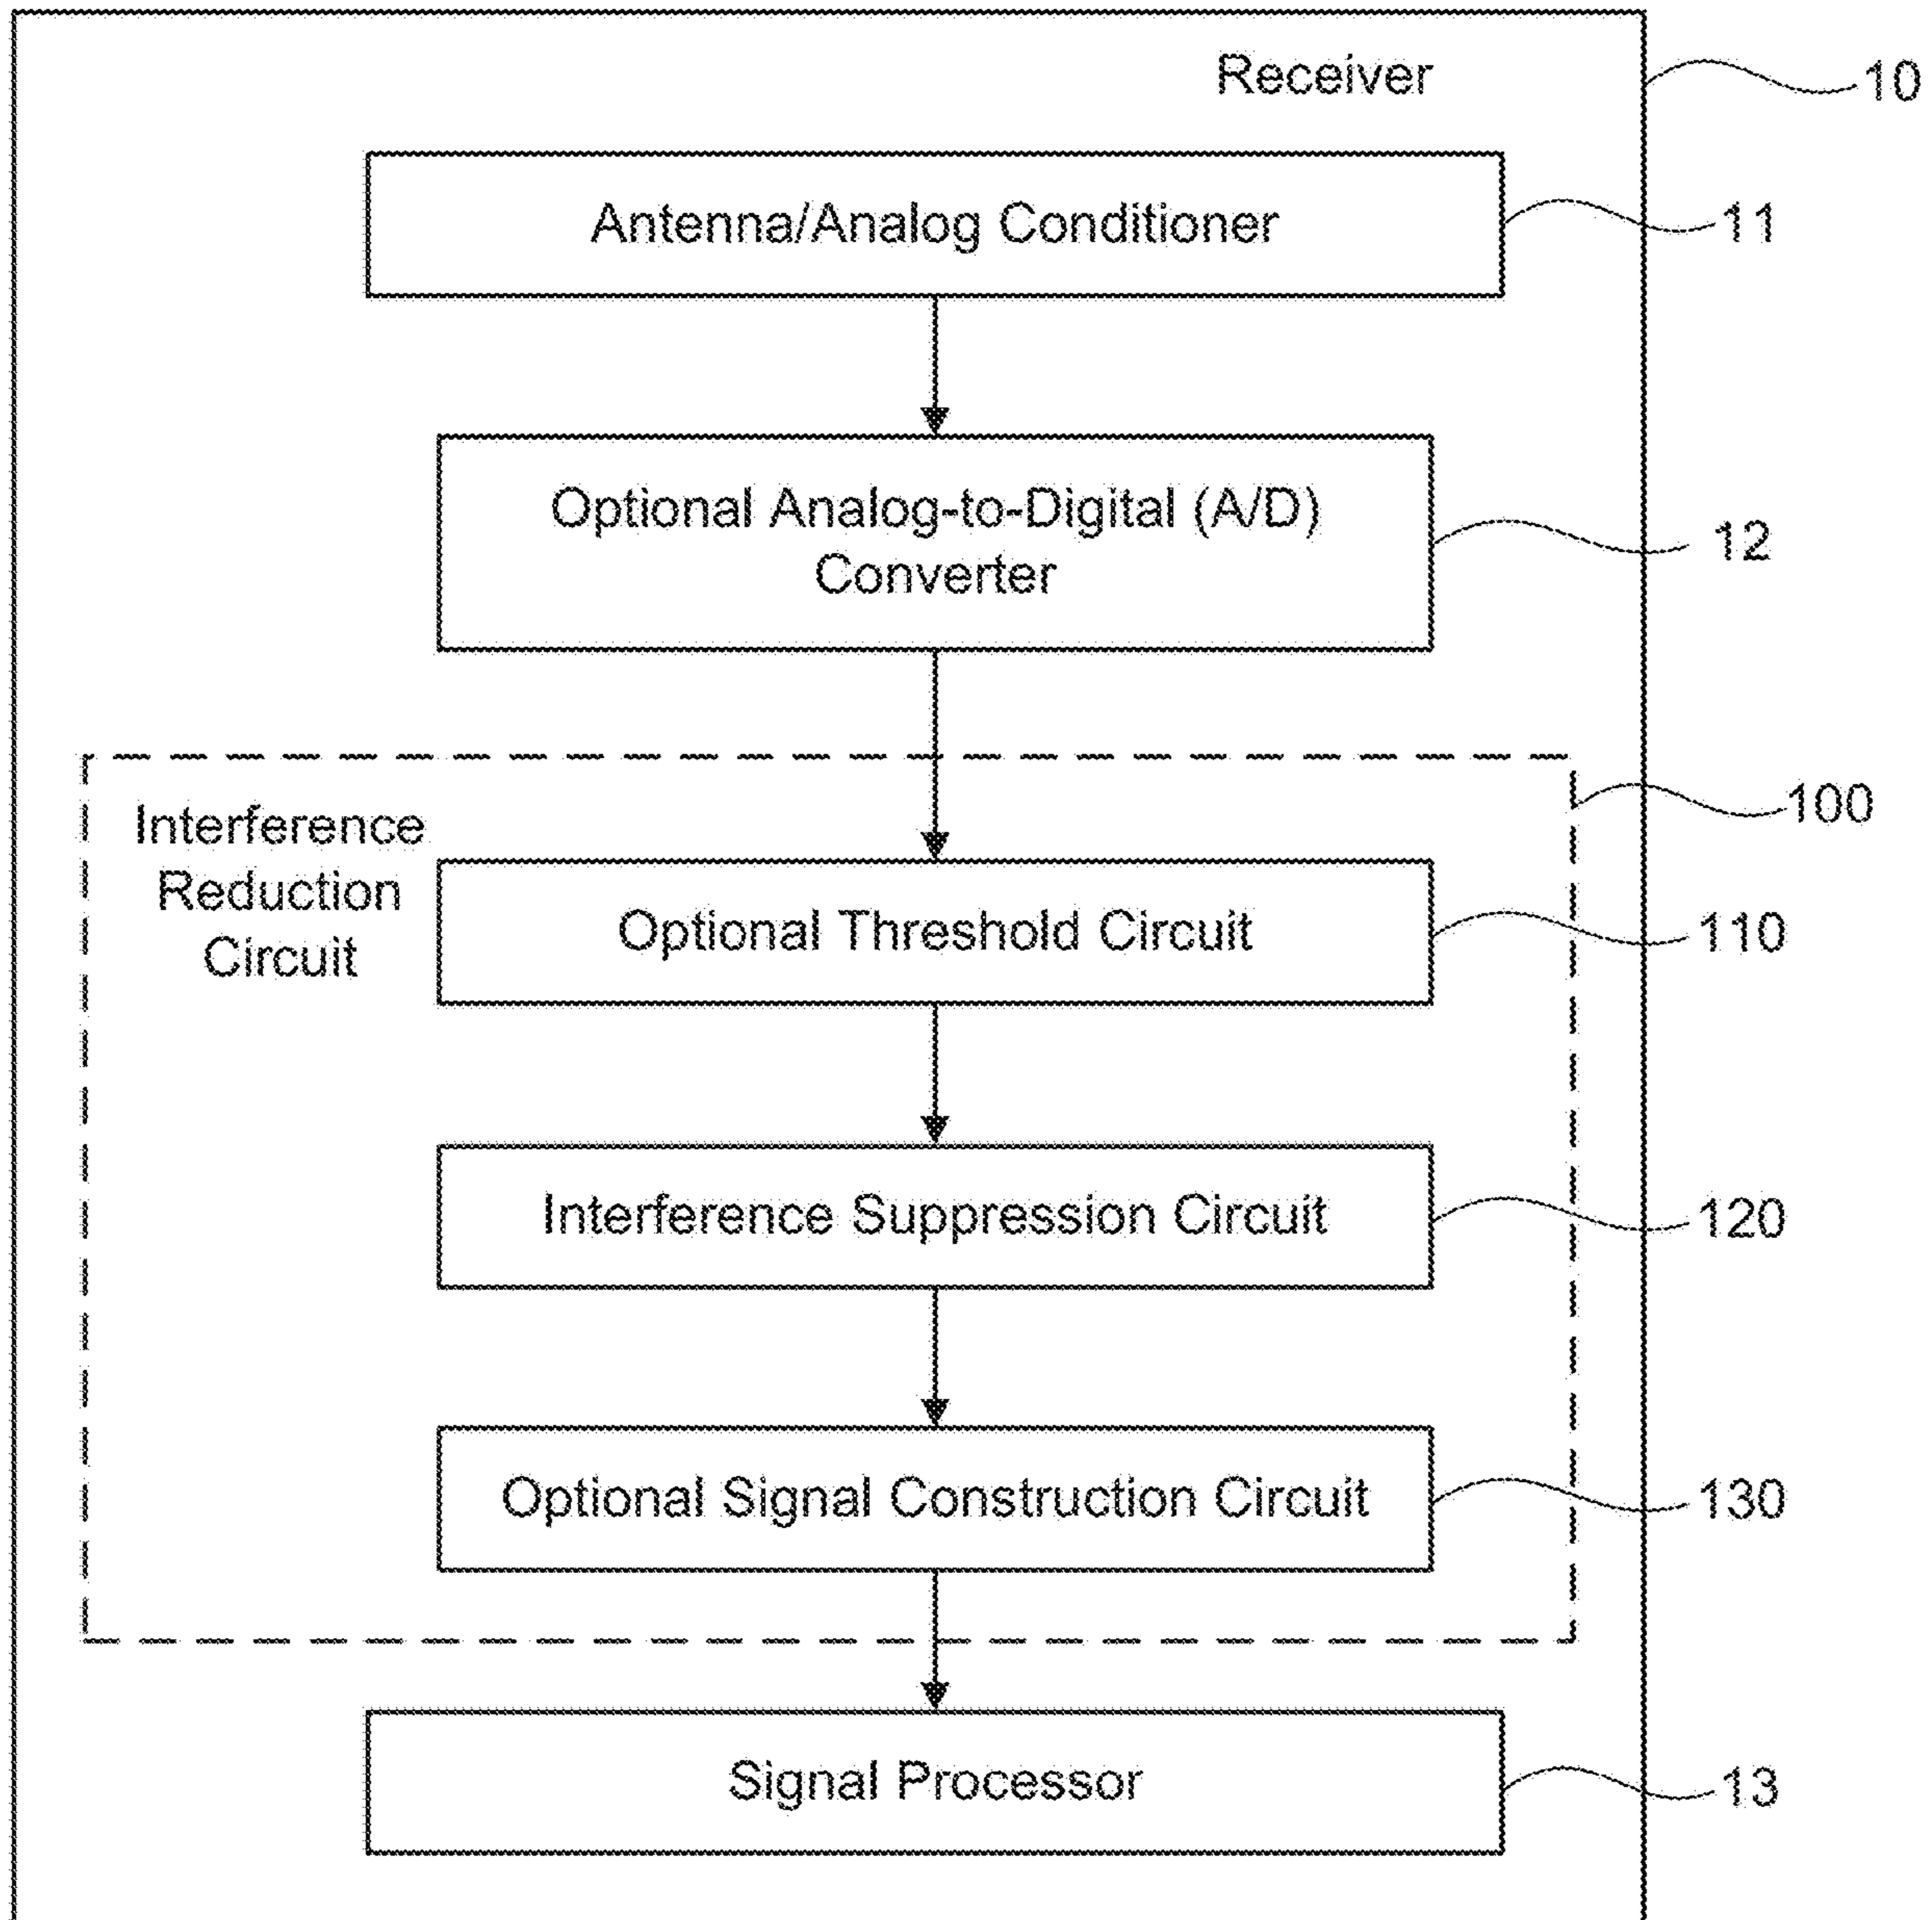 Receiver
10
Antenna/Analog Conditioner
11
Optional Analog-to-Digital (A/D)
Converter
12
Interference
Reduction
Circuit
100
Optional Threshold Circuit
110
Interference Suppression Circuit
120
Optional Signal Construction Circuit
130
Signal Processor
13